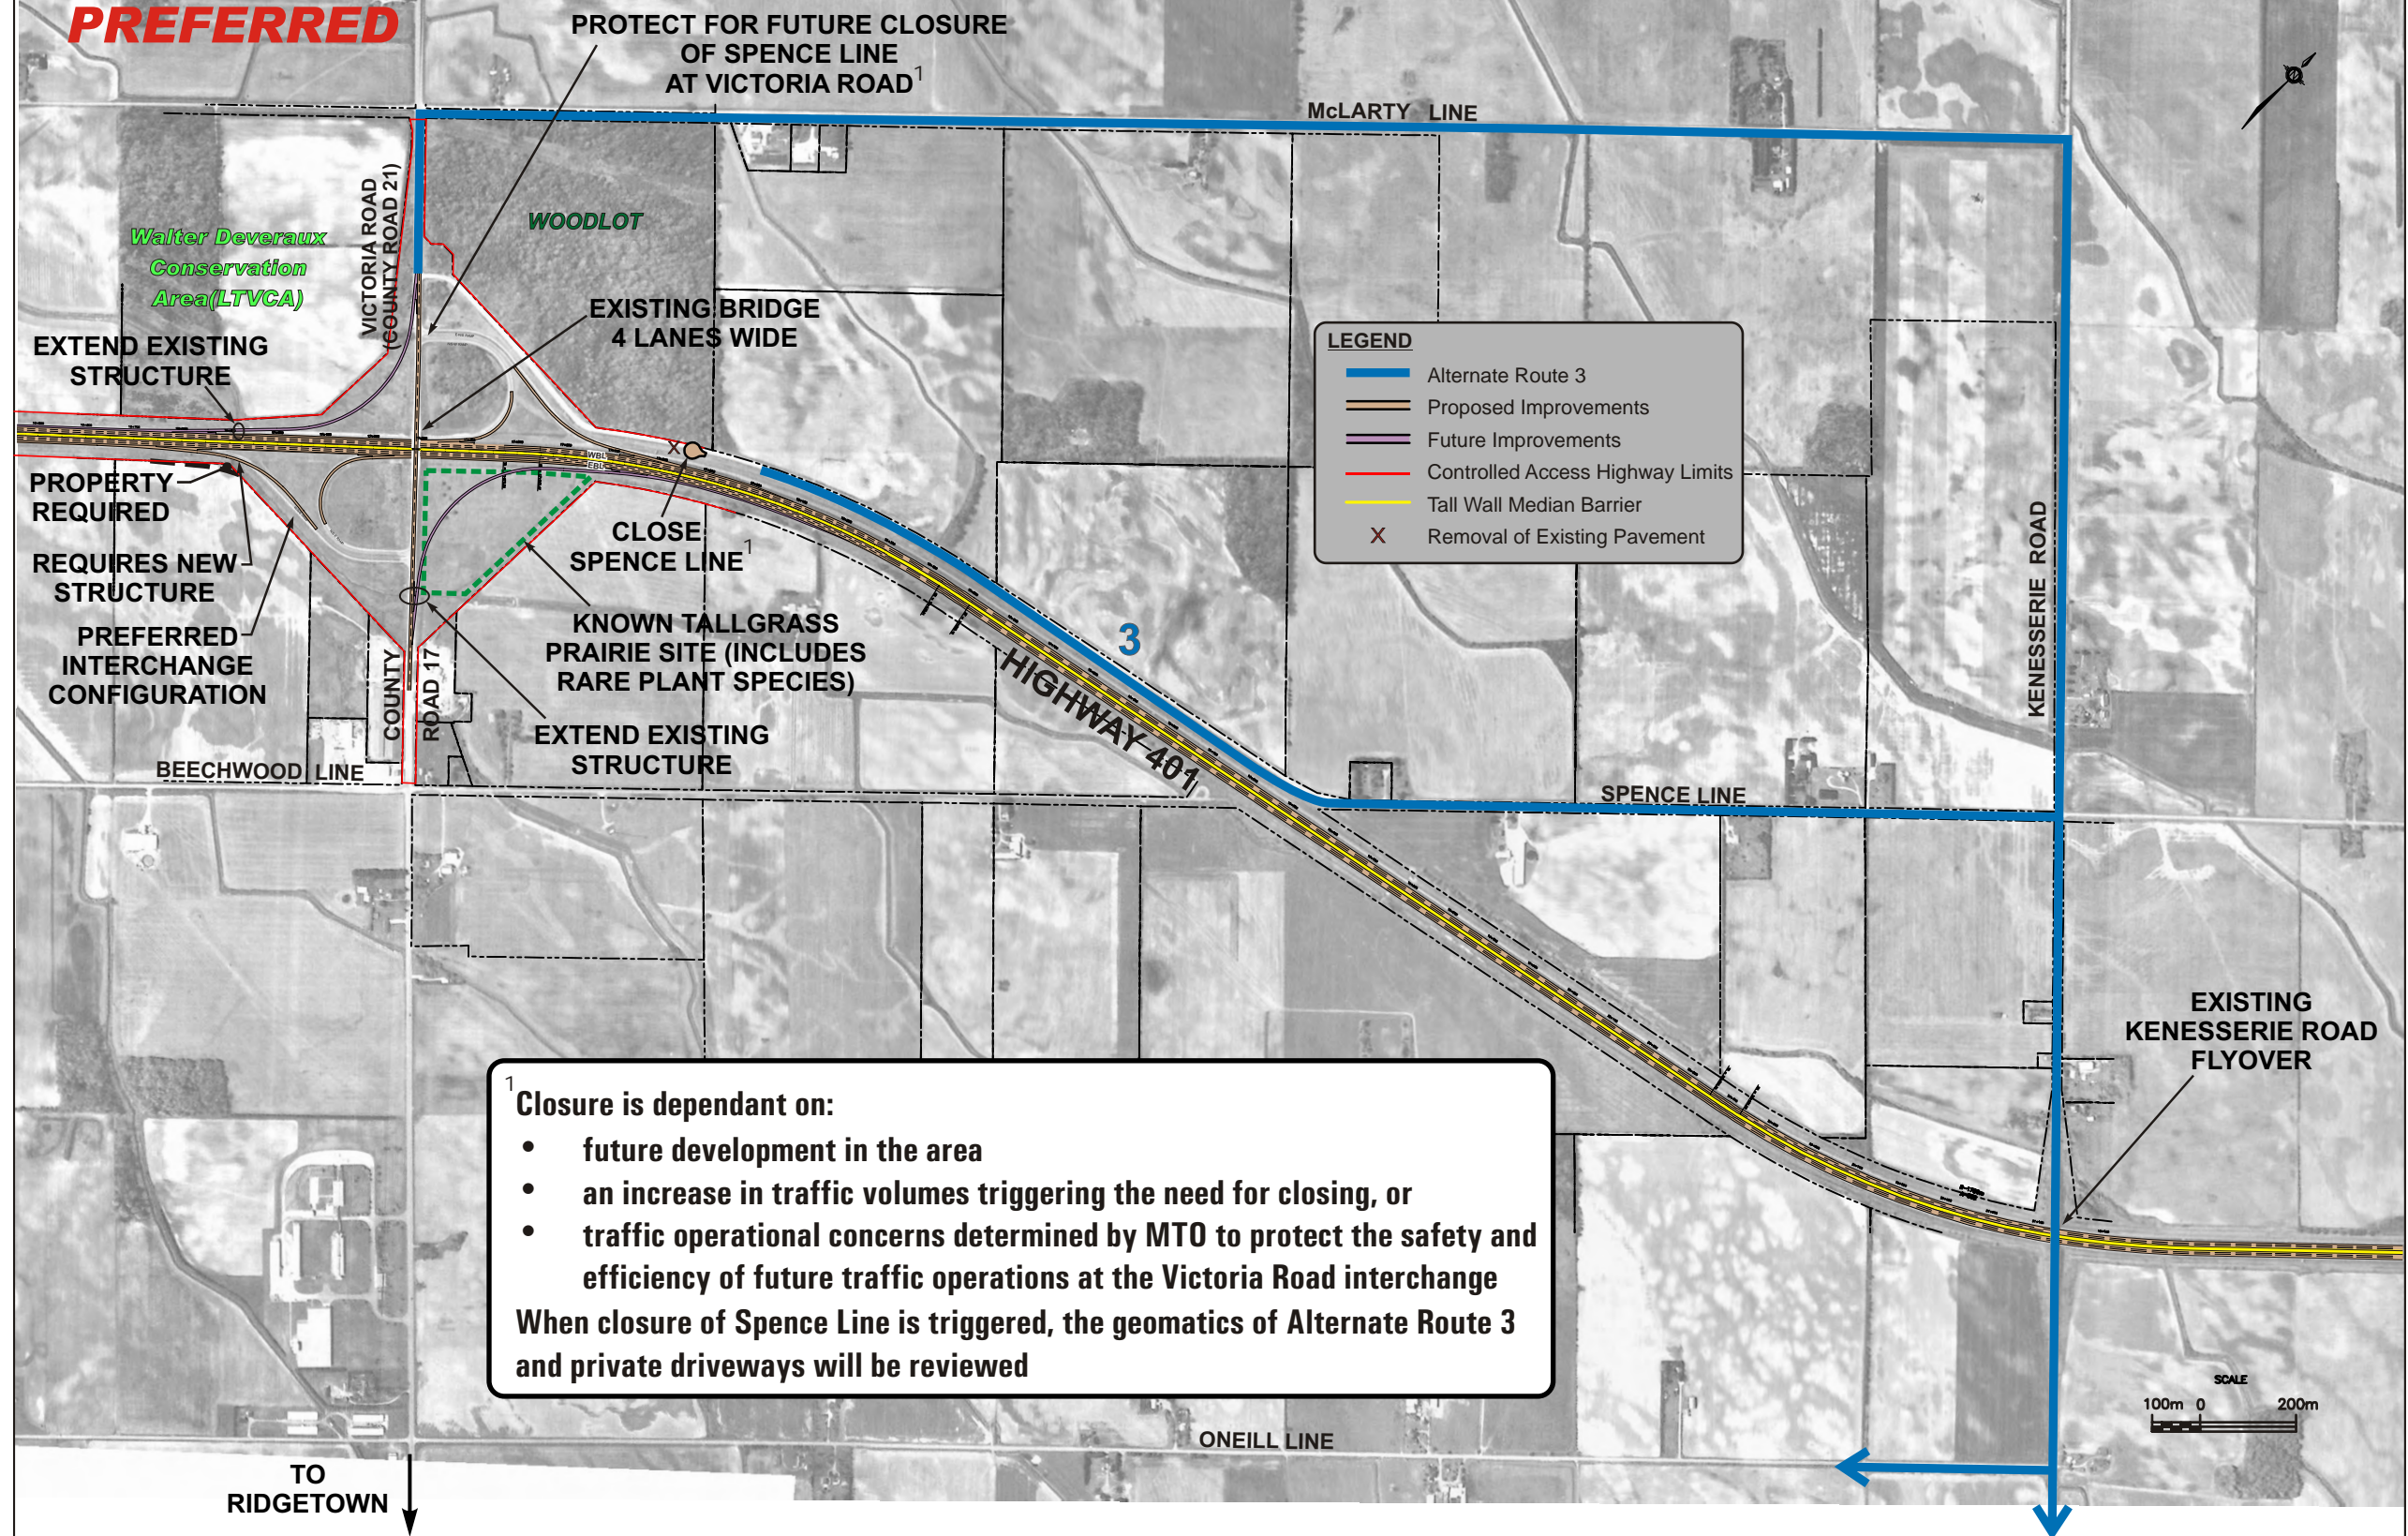 PREFERRED
PROTECT FOR FUTURE CLOSURE
OF SPENCE LINE
AT VICTORIA ROAD1
McLARTY LINE
WOODLOT
VICTORIA ROAD
(COUNTY ROAD 21)
Walter Deveraux
Conservation
Area(LTVCA)
EXISTING BRIDGE
4 LANES WIDE
EXTEND EXISTING
STRUCTURE
LEGEND
Alternate Route 3
Proposed Improvements
Future Improvements
Controlled Access Highway Limits
Tall Wall Median Barrier
X Removal of Existing Pavement
WBL
EBL
X
PROPERTY
REQUIRED
CLOSE
SPENCE LINE1
REQUIRES NEW
STRUCTURE
KENESSERIE ROAD
PREFERRED
INTERCHANGE
CONFIGURATION
KNOWN TALLGRASS
PRAIRIE SITE (INCLUDES
RARE PLANT SPECIES)
3
HIGHWAY 401
COUNTY
ROAD 17
EXTEND EXISTING
STRUCTURE
BEECHWOOD LINE
SPENCE LINE
EXISTING
KENESSERIE ROAD
FLYOVER
1Closure is dependant on:
• future development in the area
• an increase in traffic volumes triggering the need for closing, or
• traffic operational concerns determined by MTO to protect the safety and
efficiency of future traffic operations at the Victoria Road interchange
When closure of Spence Line is triggered, the geomatics of Alternate Route 3
and private driveways will be reviewed
SCALE
100m 0 200m
ONEILL LINE
TO
RIDGETOWN